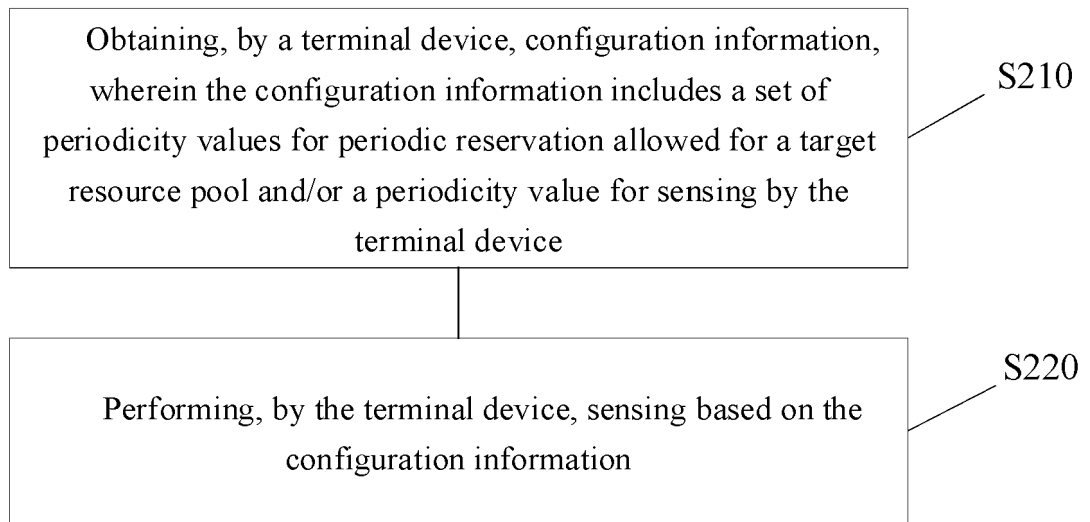 Obtaining, by a terminal device, configuration information,
wherein the configuration information includes a set of
periodicity values for periodic reservation allowed for a target
resource pool and/or a periodicity value for sensing by the
terminal device
S210
Performing, by the terminal device, sensing based on the
configuration information
S220